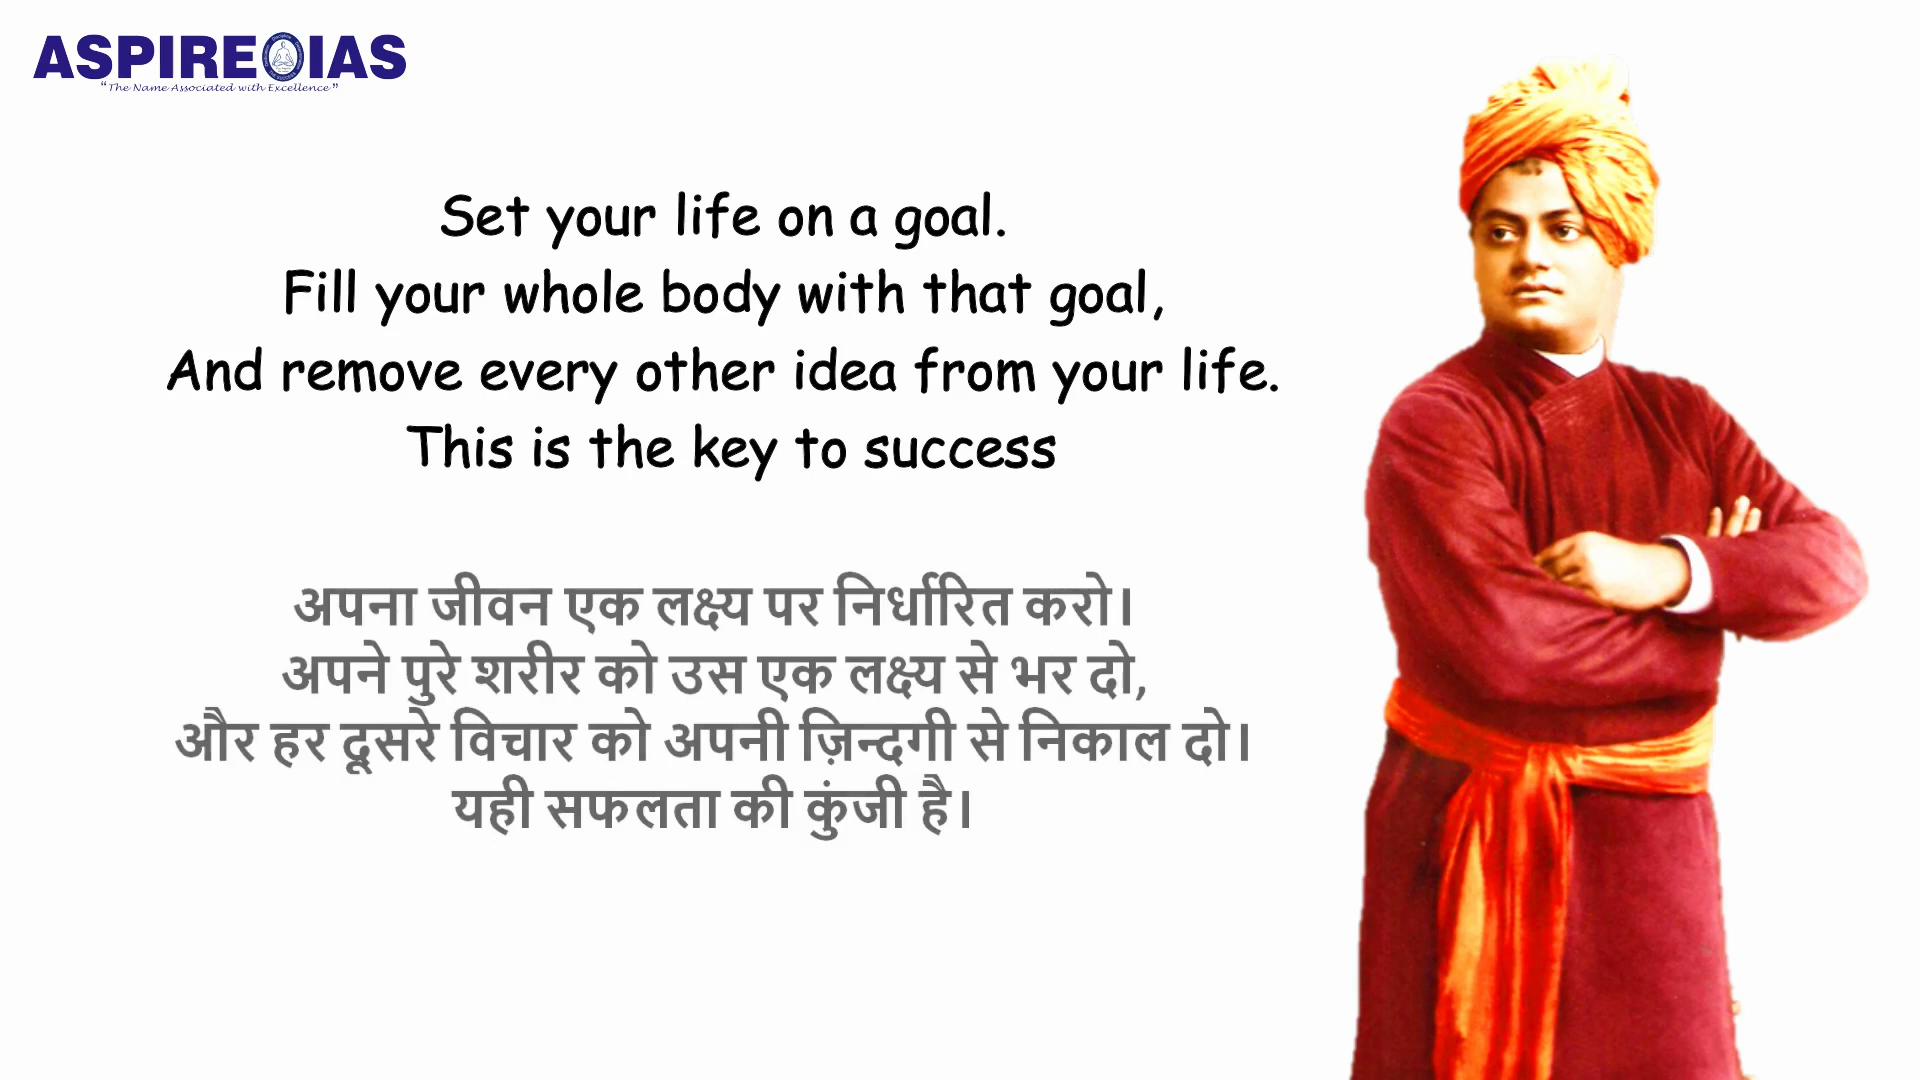 ASPIRE IAS
“The Name Associated with Excellence”
Set your life on a goal.
Fill your whole body with that goal,
And remove every other idea from your life.
This is the key to success
अपना जीवन एक लक्ष्य पर निर्धारित करो।
अपने पुरे शरीर को उस एक लक्ष्य से भर दो,
और हर दूसरे विचार को अपनी ज़िन्दगी से निकाल दो।
यही सफलता की कुंजी है।